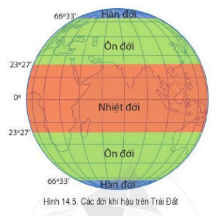 66°33'
Hàn đới
Ôn đới
23°27'
0°
Nhiệt đới
23°27'
Ôn đới
66°33'
Hàn đới
Hình 14.5. Các đới khí hậu trên Trái Đất